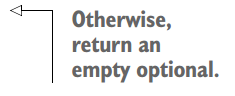 Otherwise,
return an
empty optional.